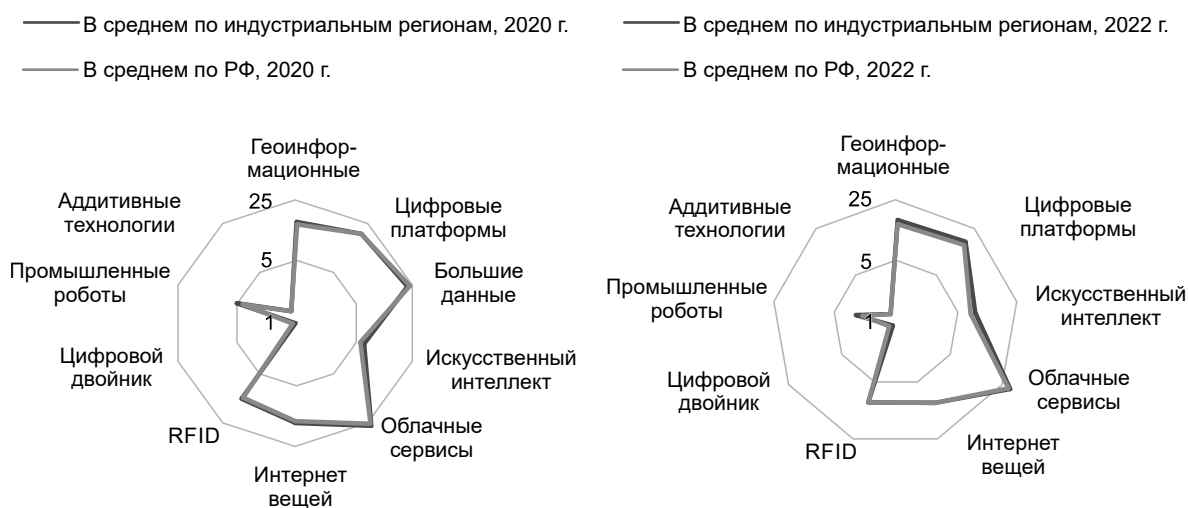 В среднем по индустриальным регионам, 2020 г.
В среднем по РФ, 2020 г.
Геоинфор-
мационные
25
Аддитивные
технологии
Цифровые
платформы
5
Промышленные
роботы
Большие
данные
1
Цифровой
двойник
Искусственный
интеллект
RFID
Облачные
сервисы
Интернет
вещей
В среднем по индустриальным регионам, 2022 г.
В среднем по РФ, 2022 г.
Геоинфор-
мационные
25
Аддитивные
технологии
Цифровые
платформы
5
Промышленные
роботы
1
Искусственный
интеллект
Цифровой
двойник
Облачные
сервисы
RFID
Интернет
вещей